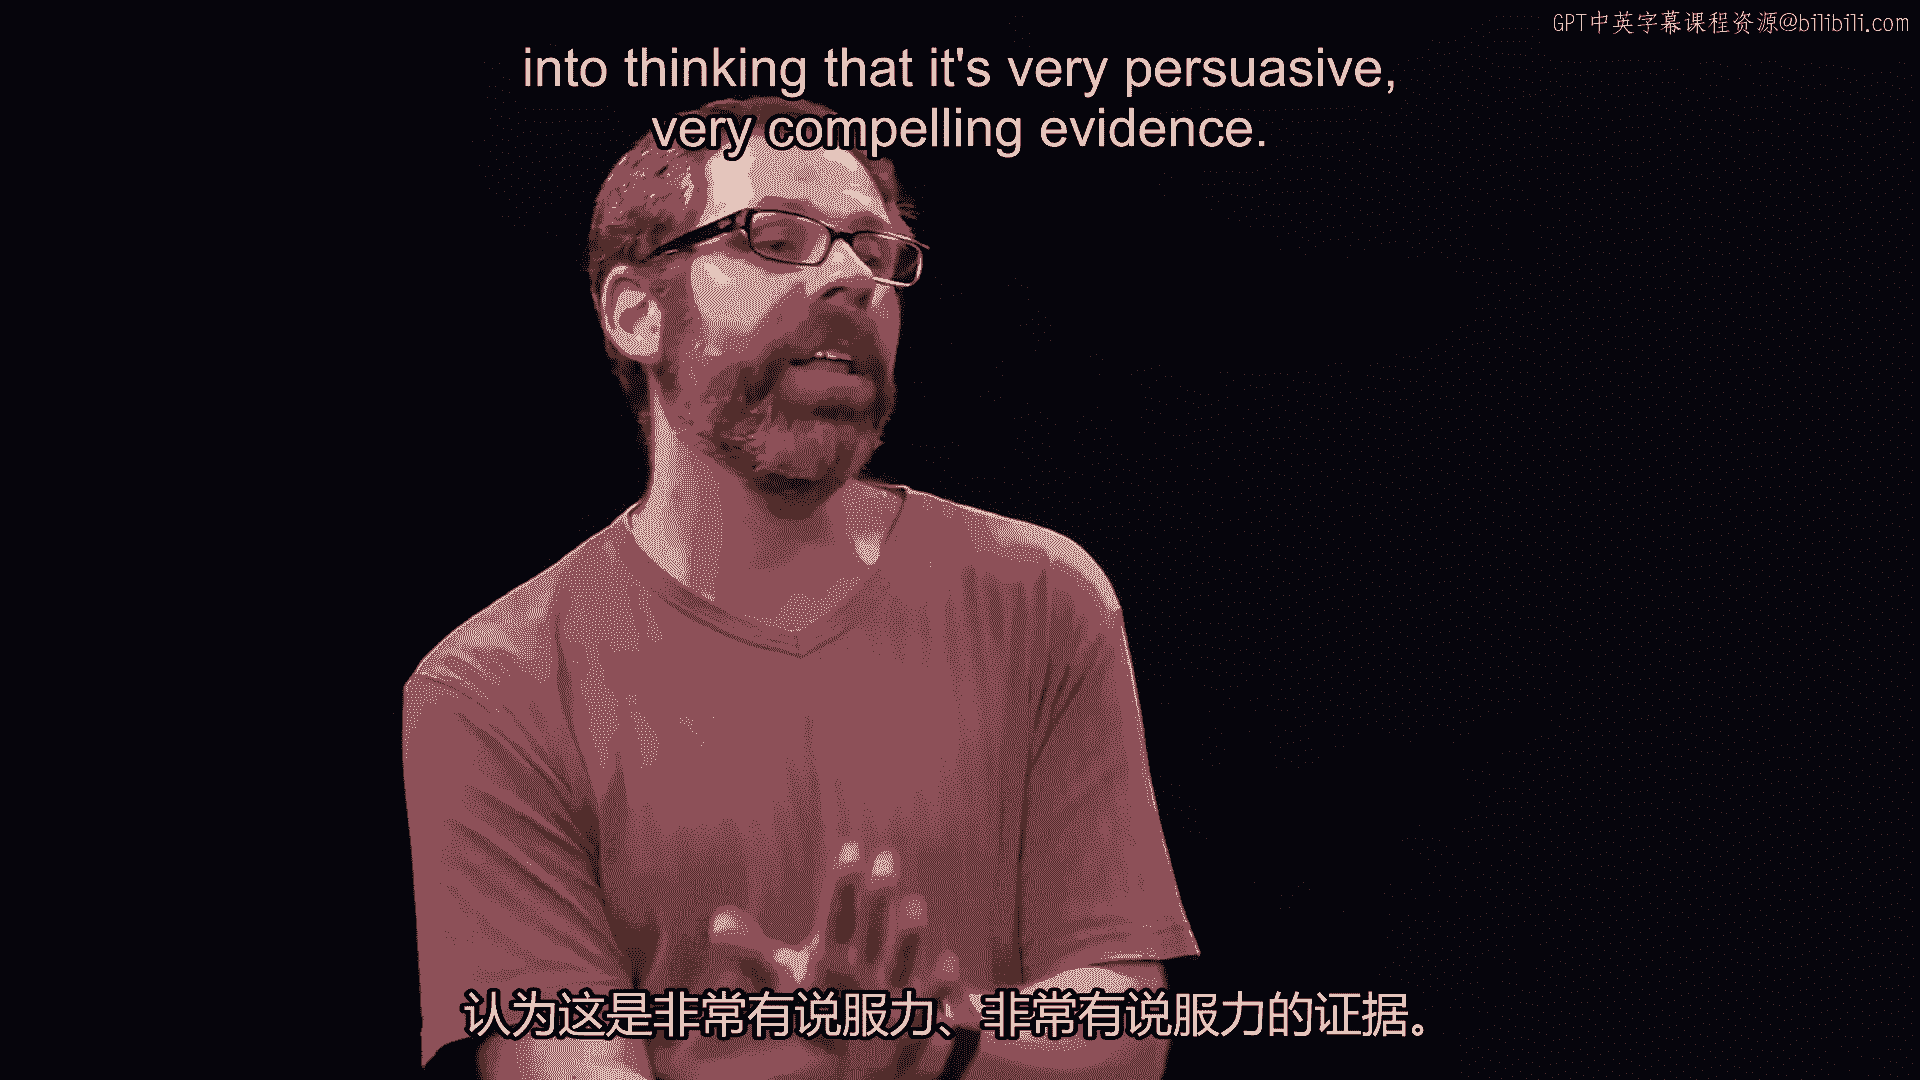 GPT中英字幕课程资源@bilibili.com
into thinking that it's very persuasive,
very compelling evidence.
认为这是非常有说服力、非常有说服力的证据。